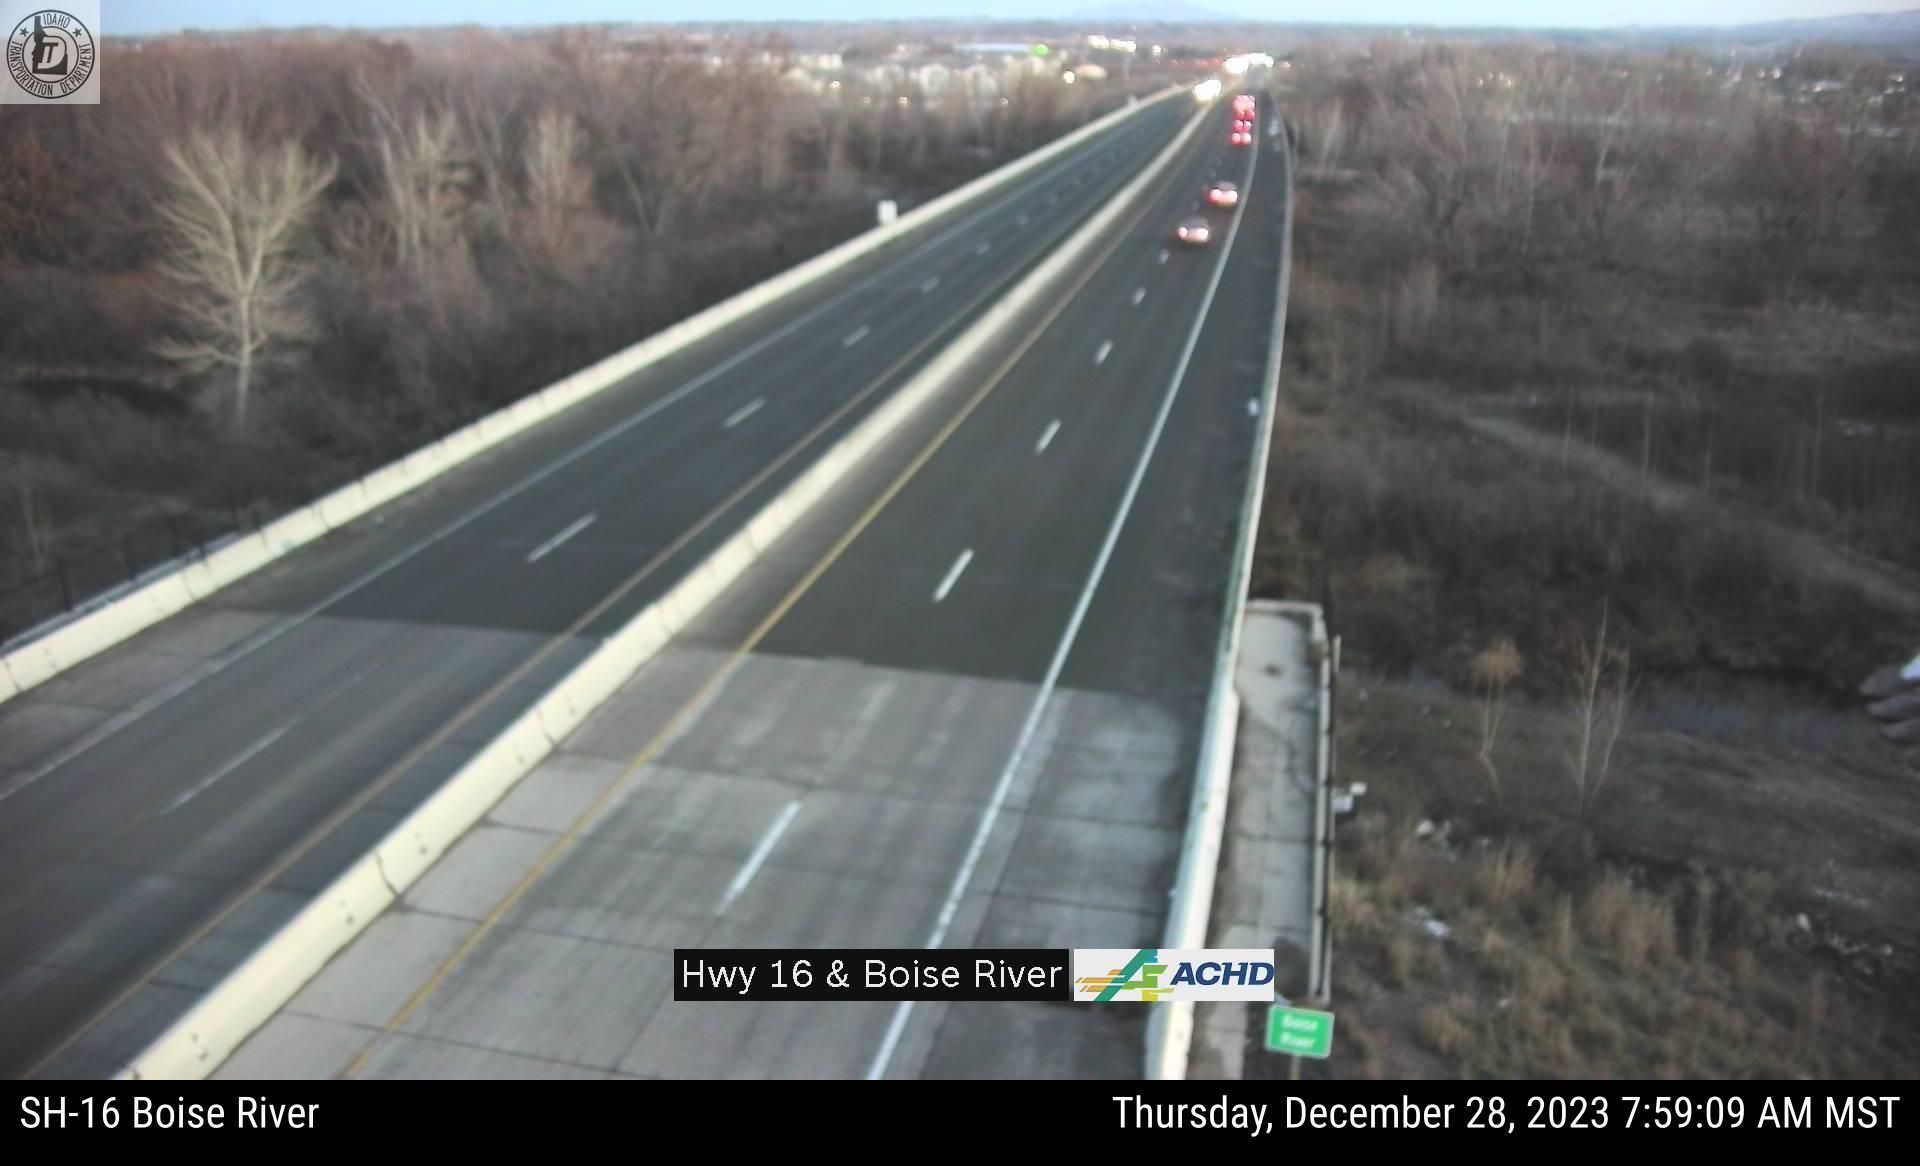 IDAHO
TRANSPORTATION DEPARTMENT
Hwy 16 & Boise River
ACHD
Boise
River
SH-16 Boise River
Thursday, December 28, 2023 7:59:09 AM MST